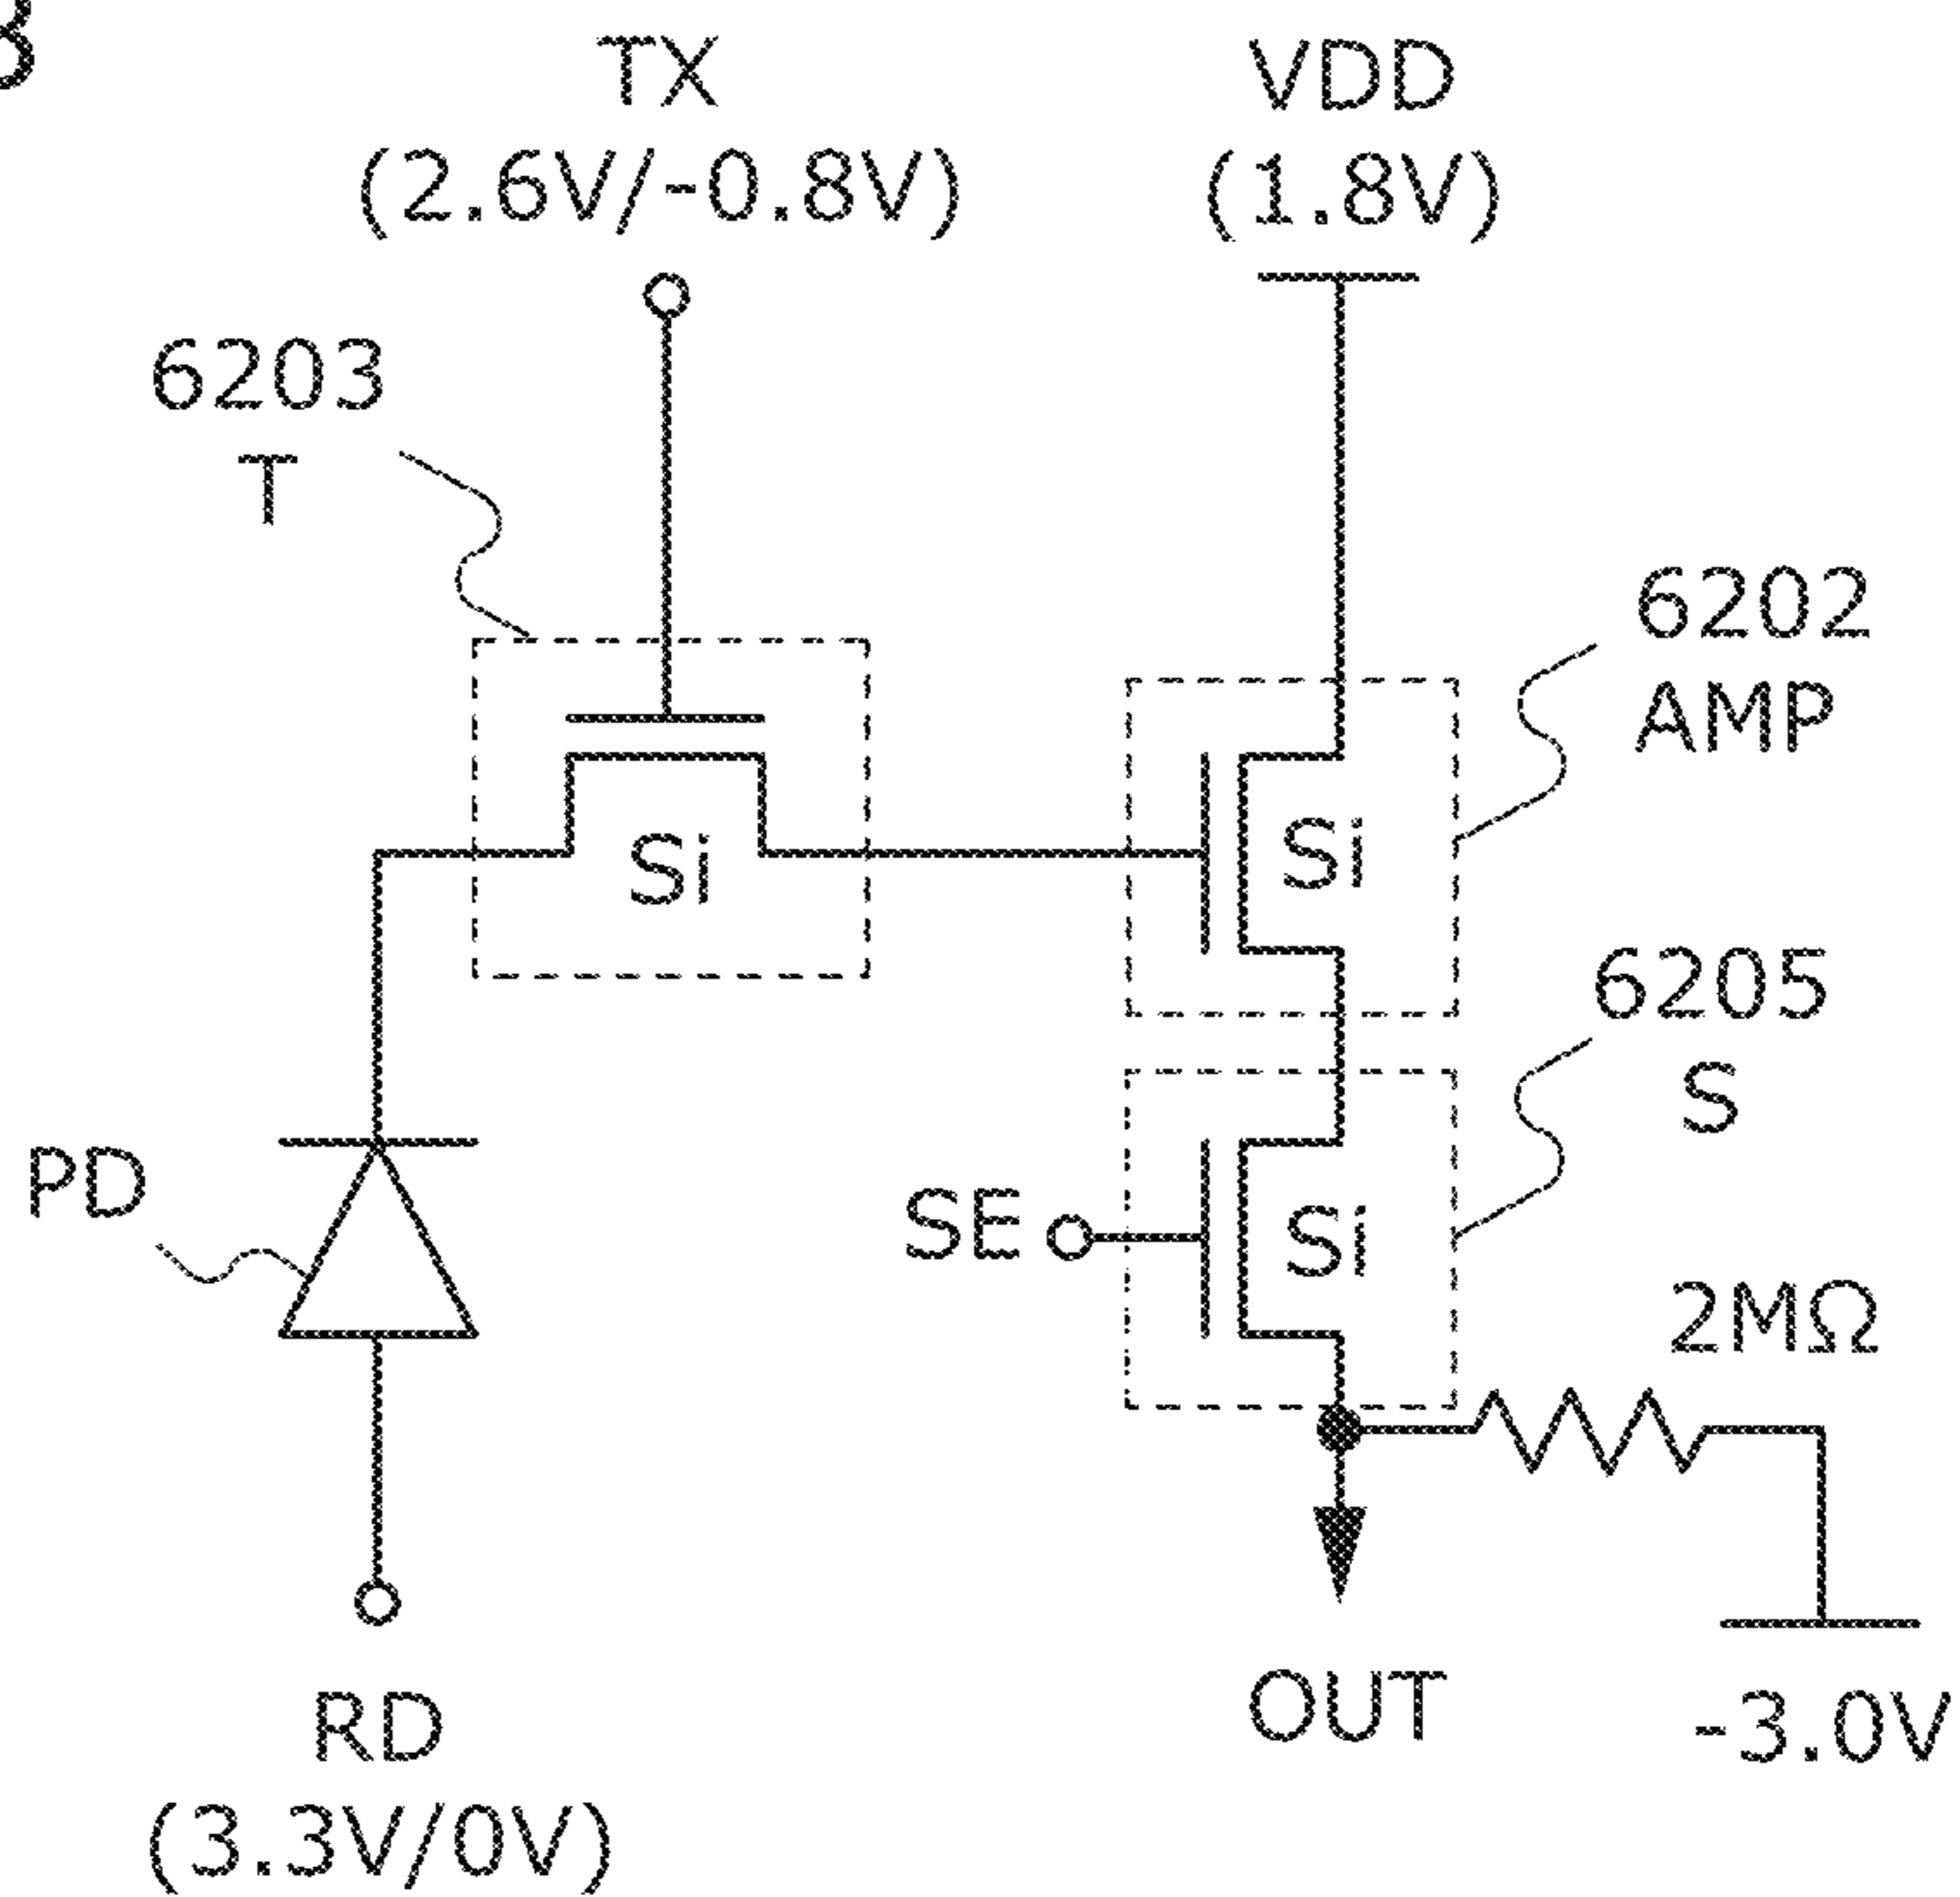 TX
(2.6V/-0.8V)
VDD
(1.8V)
6203
T
6202
AMP
Si
Si
6205
S
PD
SE
Si
2MΩ
RD
(3.3V/0V)
OUT
-3.0V